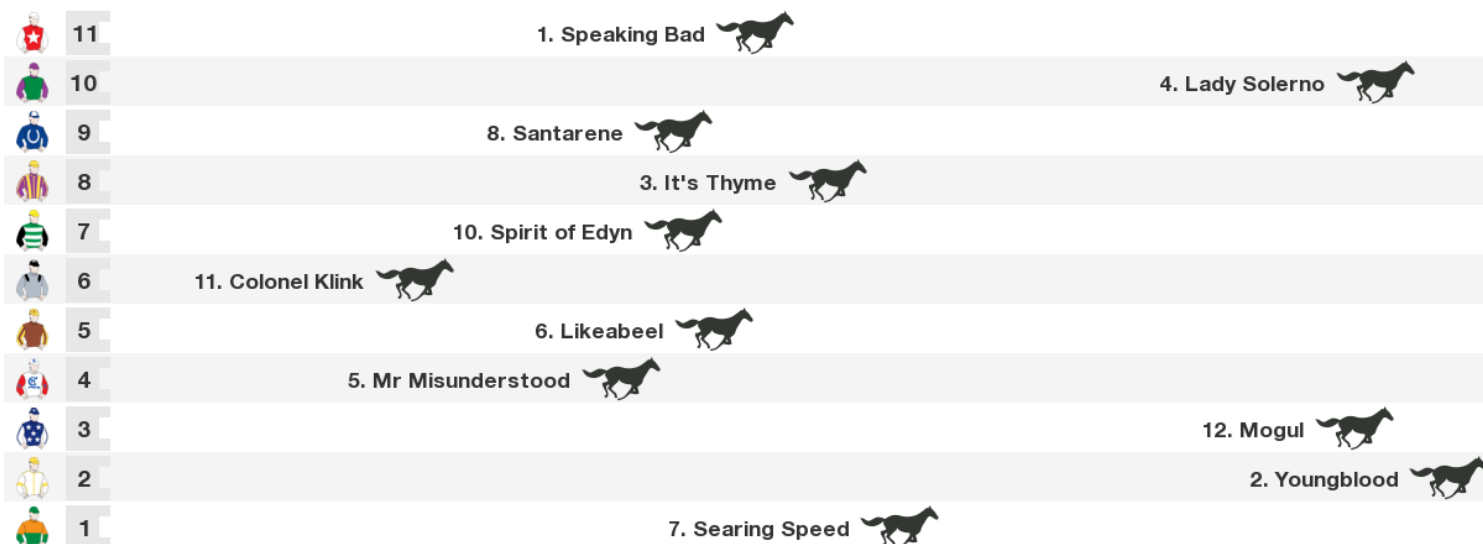 11 1. Speaking Bad
10 4. Lady Solerno
9 8. Santarene
8 3. It's Thyme
7 10. Spirit of Edyn
6 11. Colonel Klink
5 6. Likeabeel
4 5. Mr Misunderstood
3 12. Mogul
2 2. Youngblood
1 7. Searing Speed